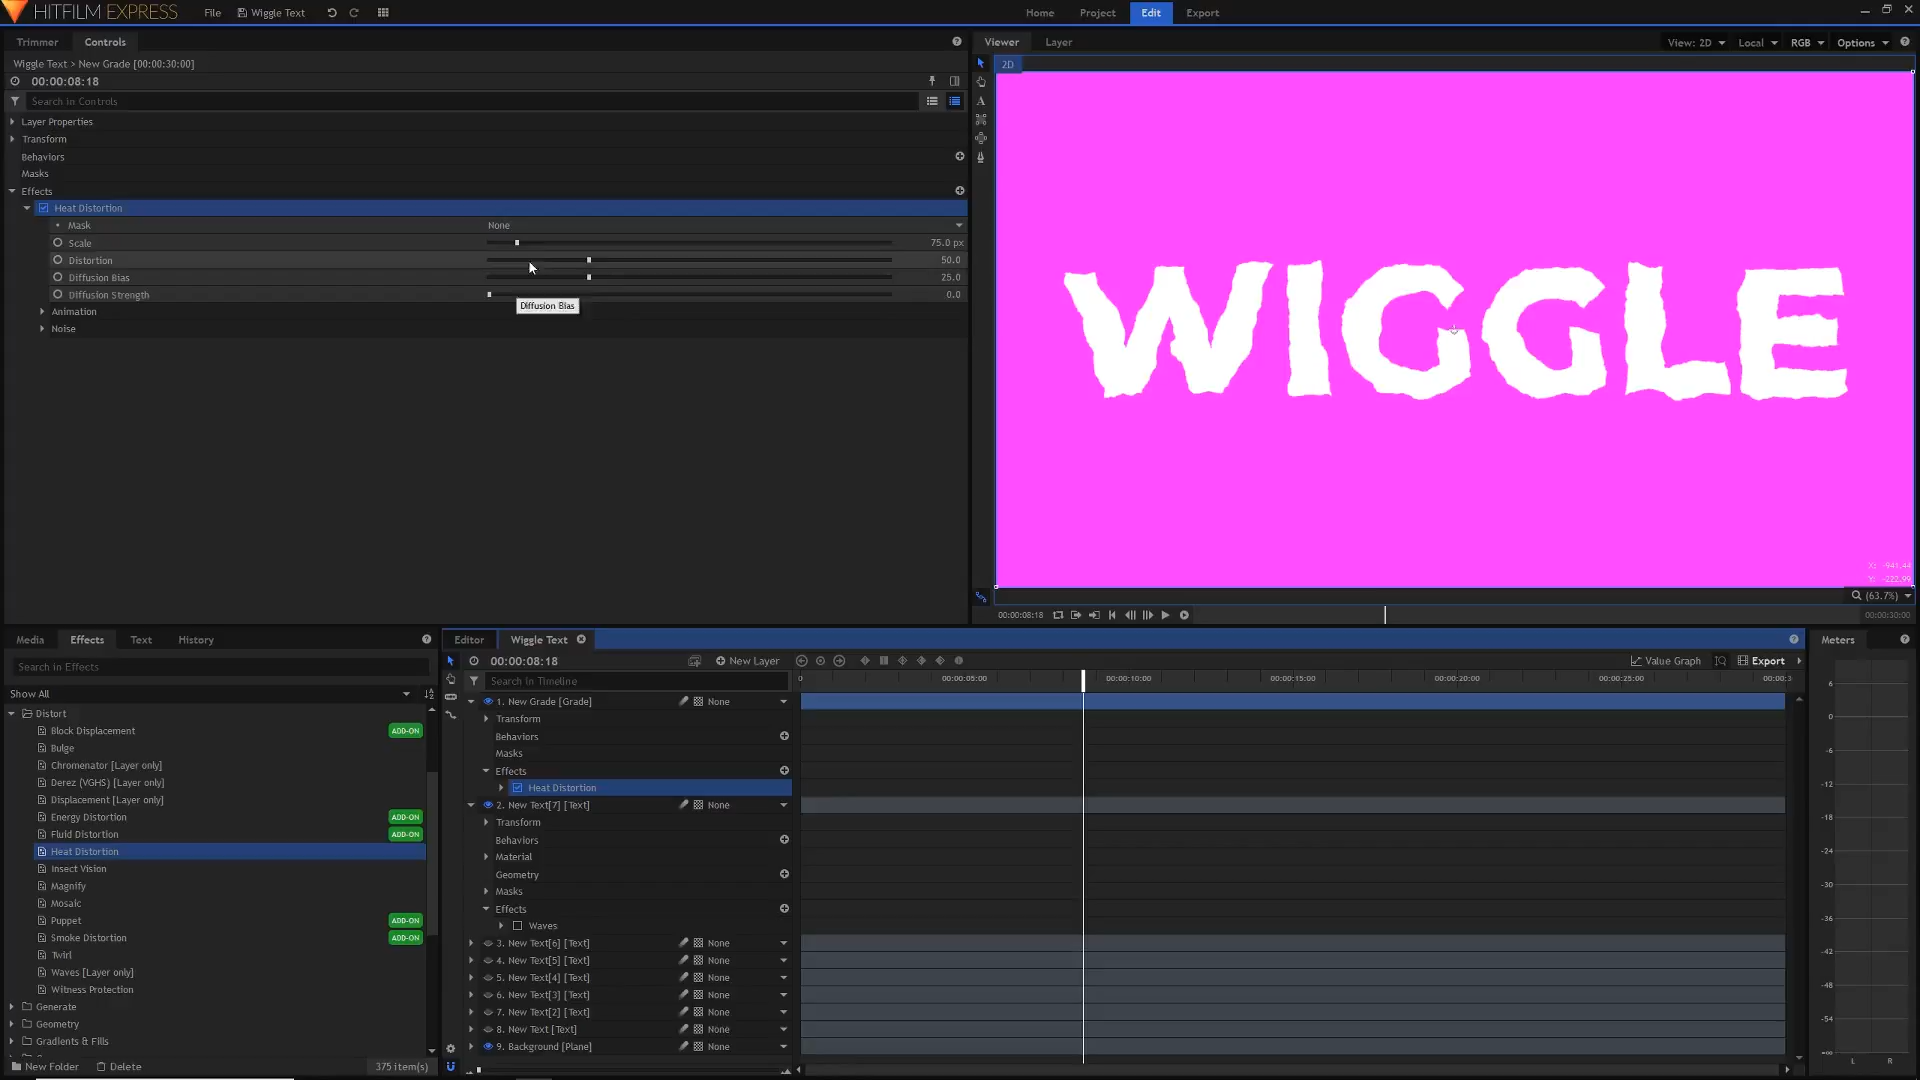 HITFILM EXPRESS
File
Wiggle Text
Home
Project
Edit
Export
Trimmer
Controls
Wiggle Text > New Grade [00:00:30:00]
00:00:08:18
Search in Controls
Layer Properties
Transform
Behaviors
Masks
Effects
Heat Distortion
Mask
None
Scale
75.0 px
Distortion
50.0
Diffusion Bias
25.0
Diffusion Strength
0.0
Diffusion Bias
Animation
Noise
Viewer
Layer
View: 2D
Local
RGB
Options
2D
WIGGLE
X: -941.44
Y: -222.99
(63.7%)
00:00:08:18
00:00:30:00
Media
Effects
Text
History
Search in Effects
Show All
Distort
Block Displacement
ADD-ON
Bulge
Chromenator [Layer only]
Derez (VGHS) [Layer only]
Displacement [Layer only]
Energy Distortion
ADD-ON
Fluid Distortion
ADD-ON
Heat Distortion
Insect Vision
Magnify
Mosaic
Puppet
ADD-ON
Smoke Distortion
ADD-ON
Twirl
Waves [Layer only]
Witness Protection
Generate
Geometry
Gradients & Fills
New Folder
Delete
375 item(s)
Editor
Wiggle Text
00:00:08:18
New Layer
Value Graph
Export
Search in Timeline
0
00:00:05:00
00:00:10:00
00:00:15:00
00:00:20:00
00:00:25:00
00:00:3
1. New Grade [Grade]
None
Transform
Behaviors
Masks
Effects
Heat Distortion
2. New Text[7] [Text]
None
Transform
Behaviors
Material
Geometry
Masks
Effects
Waves
3. New Text[6] [Text]
None
4. New Text[5] [Text]
None
5. New Text[4] [Text]
None
6. New Text[3] [Text]
None
7. New Text[2] [Text]
None
8. New Text [Text]
None
9. Background [Plane]
None
Meters
6
0
-6
-12
-18
-24
-30
-36
-42
-48
-54
-∞
L
R